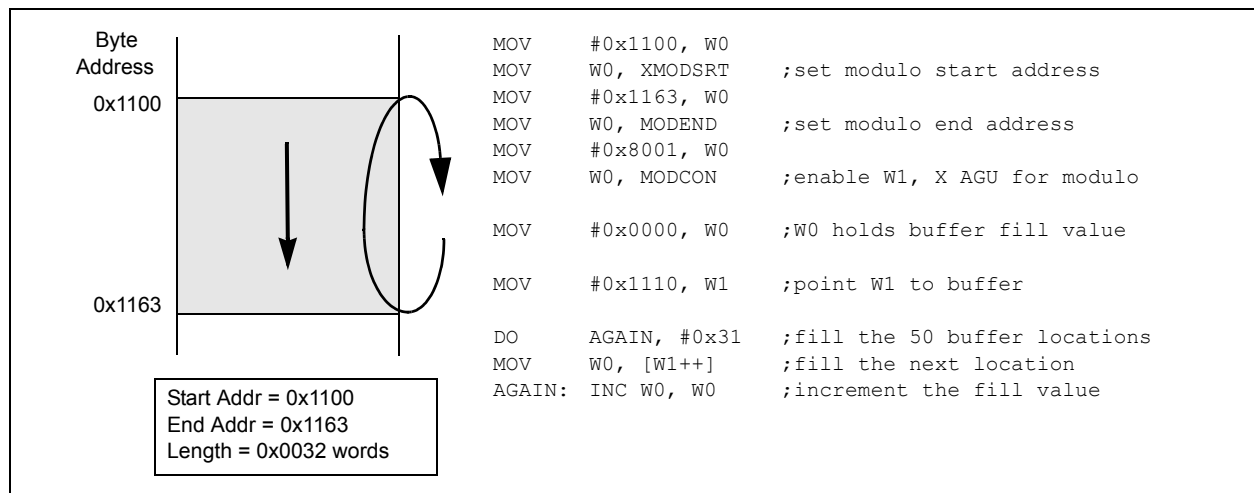 Byte
Address
0x1100
0x1163
Start Addr = 0x1100
End Addr = 0x1163
Length = 0x0032 words
MOV #0x1100, W0
MOV W0, XMODSRT ;set modulo start address
MOV #0x1163, W0
MOV W0, MODEND ;set modulo end address
MOV #0x8001, W0
MOV W0, MODCON ;enable W1, X AGU for modulo
MOV #0x0000, W0 ;W0 holds buffer fill value
MOV #0x1110, W1 ;point W1 to buffer
DO AGAIN, #0x31 ;fill the 50 buffer locations
MOV W0, [W1++] ;fill the next location
AGAIN: INC W0, W0 ;increment the fill value